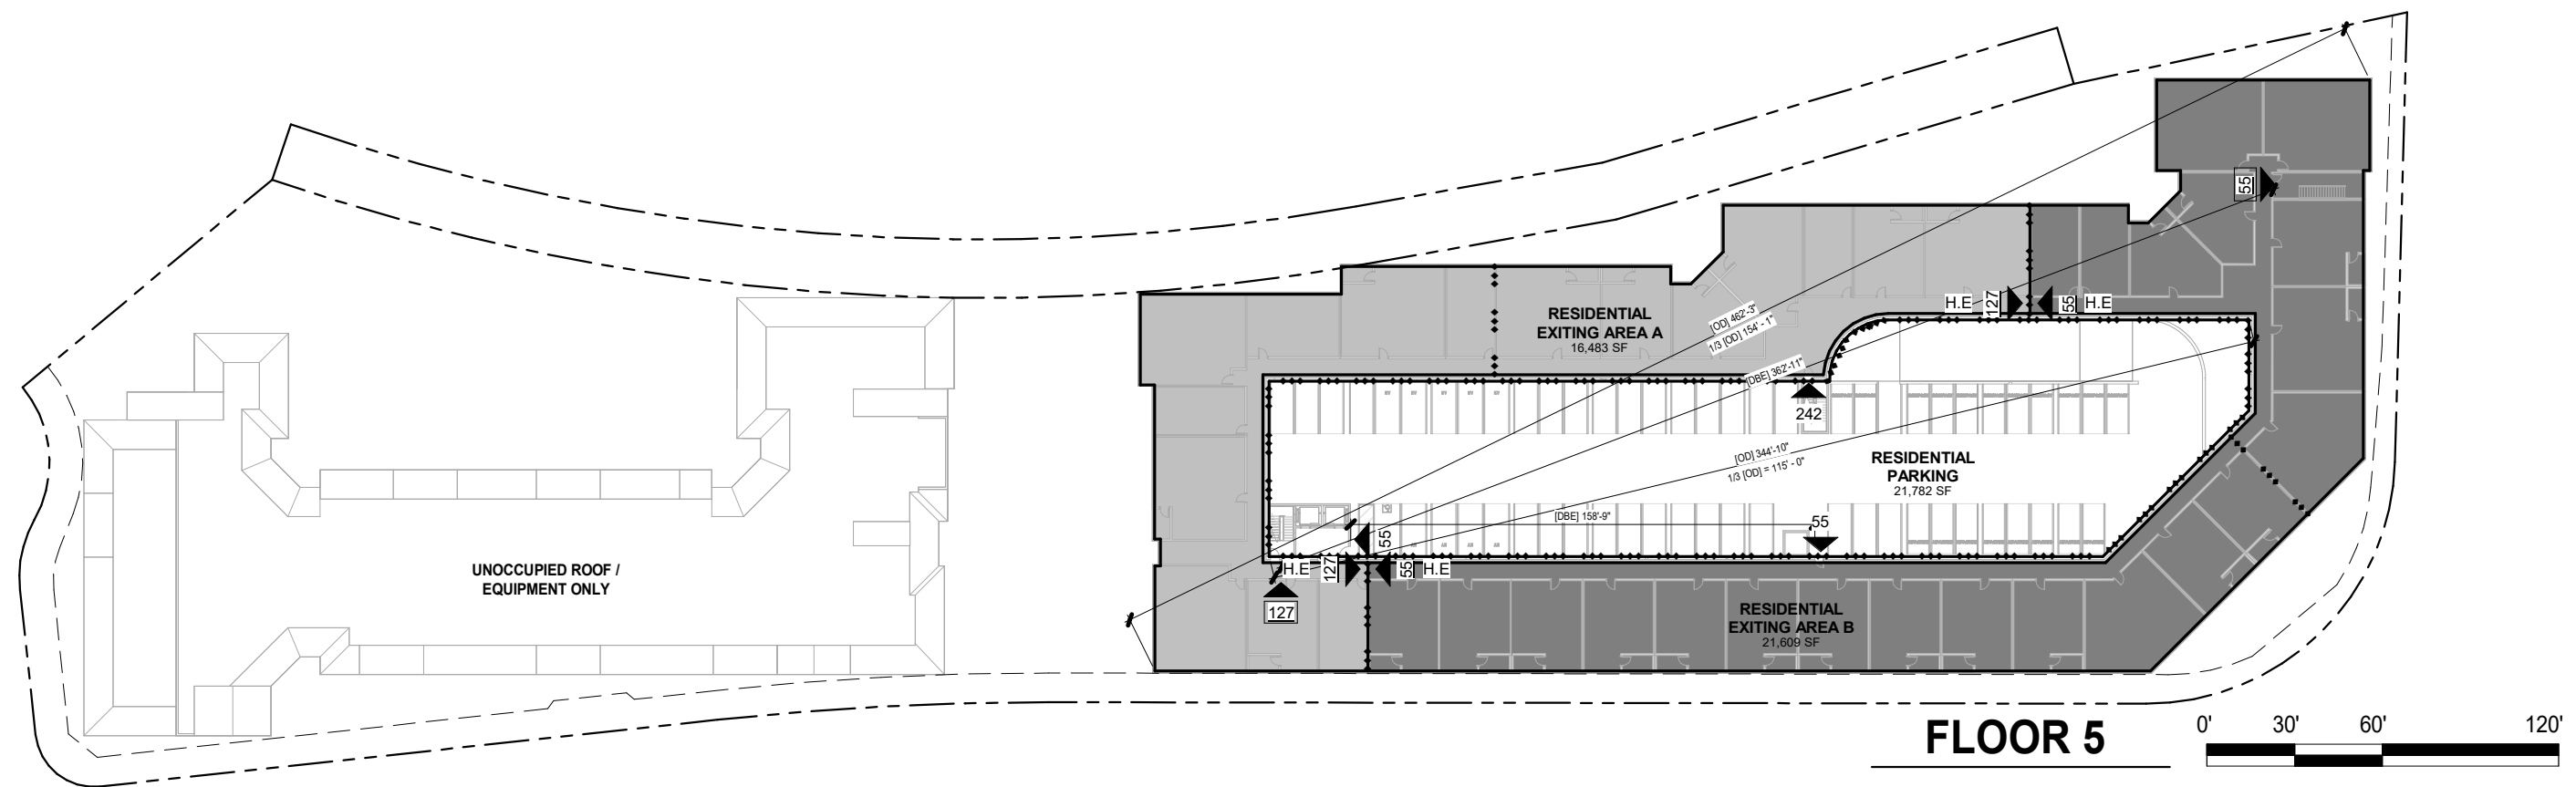 55
H.E
127
55
H.E
RESIDENTIAL
EXITING AREA A
16,483 SF
[OD] 462'-3"
1/3 [OD] = 154' - 1"
[DBE] 362'-11"
242
[OD] 344'-10"
1/3 [OD] = 115' - 0"
RESIDENTIAL
PARKING
21,782 SF
[DBE] 158'-9"
55
55
H.E
127
55
H.E
127
UNOCCUPIED ROOF /
EQUIPMENT ONLY
RESIDENTIAL
EXITING AREA B
21,609 SF
FLOOR 5
0' 30' 60' 120'